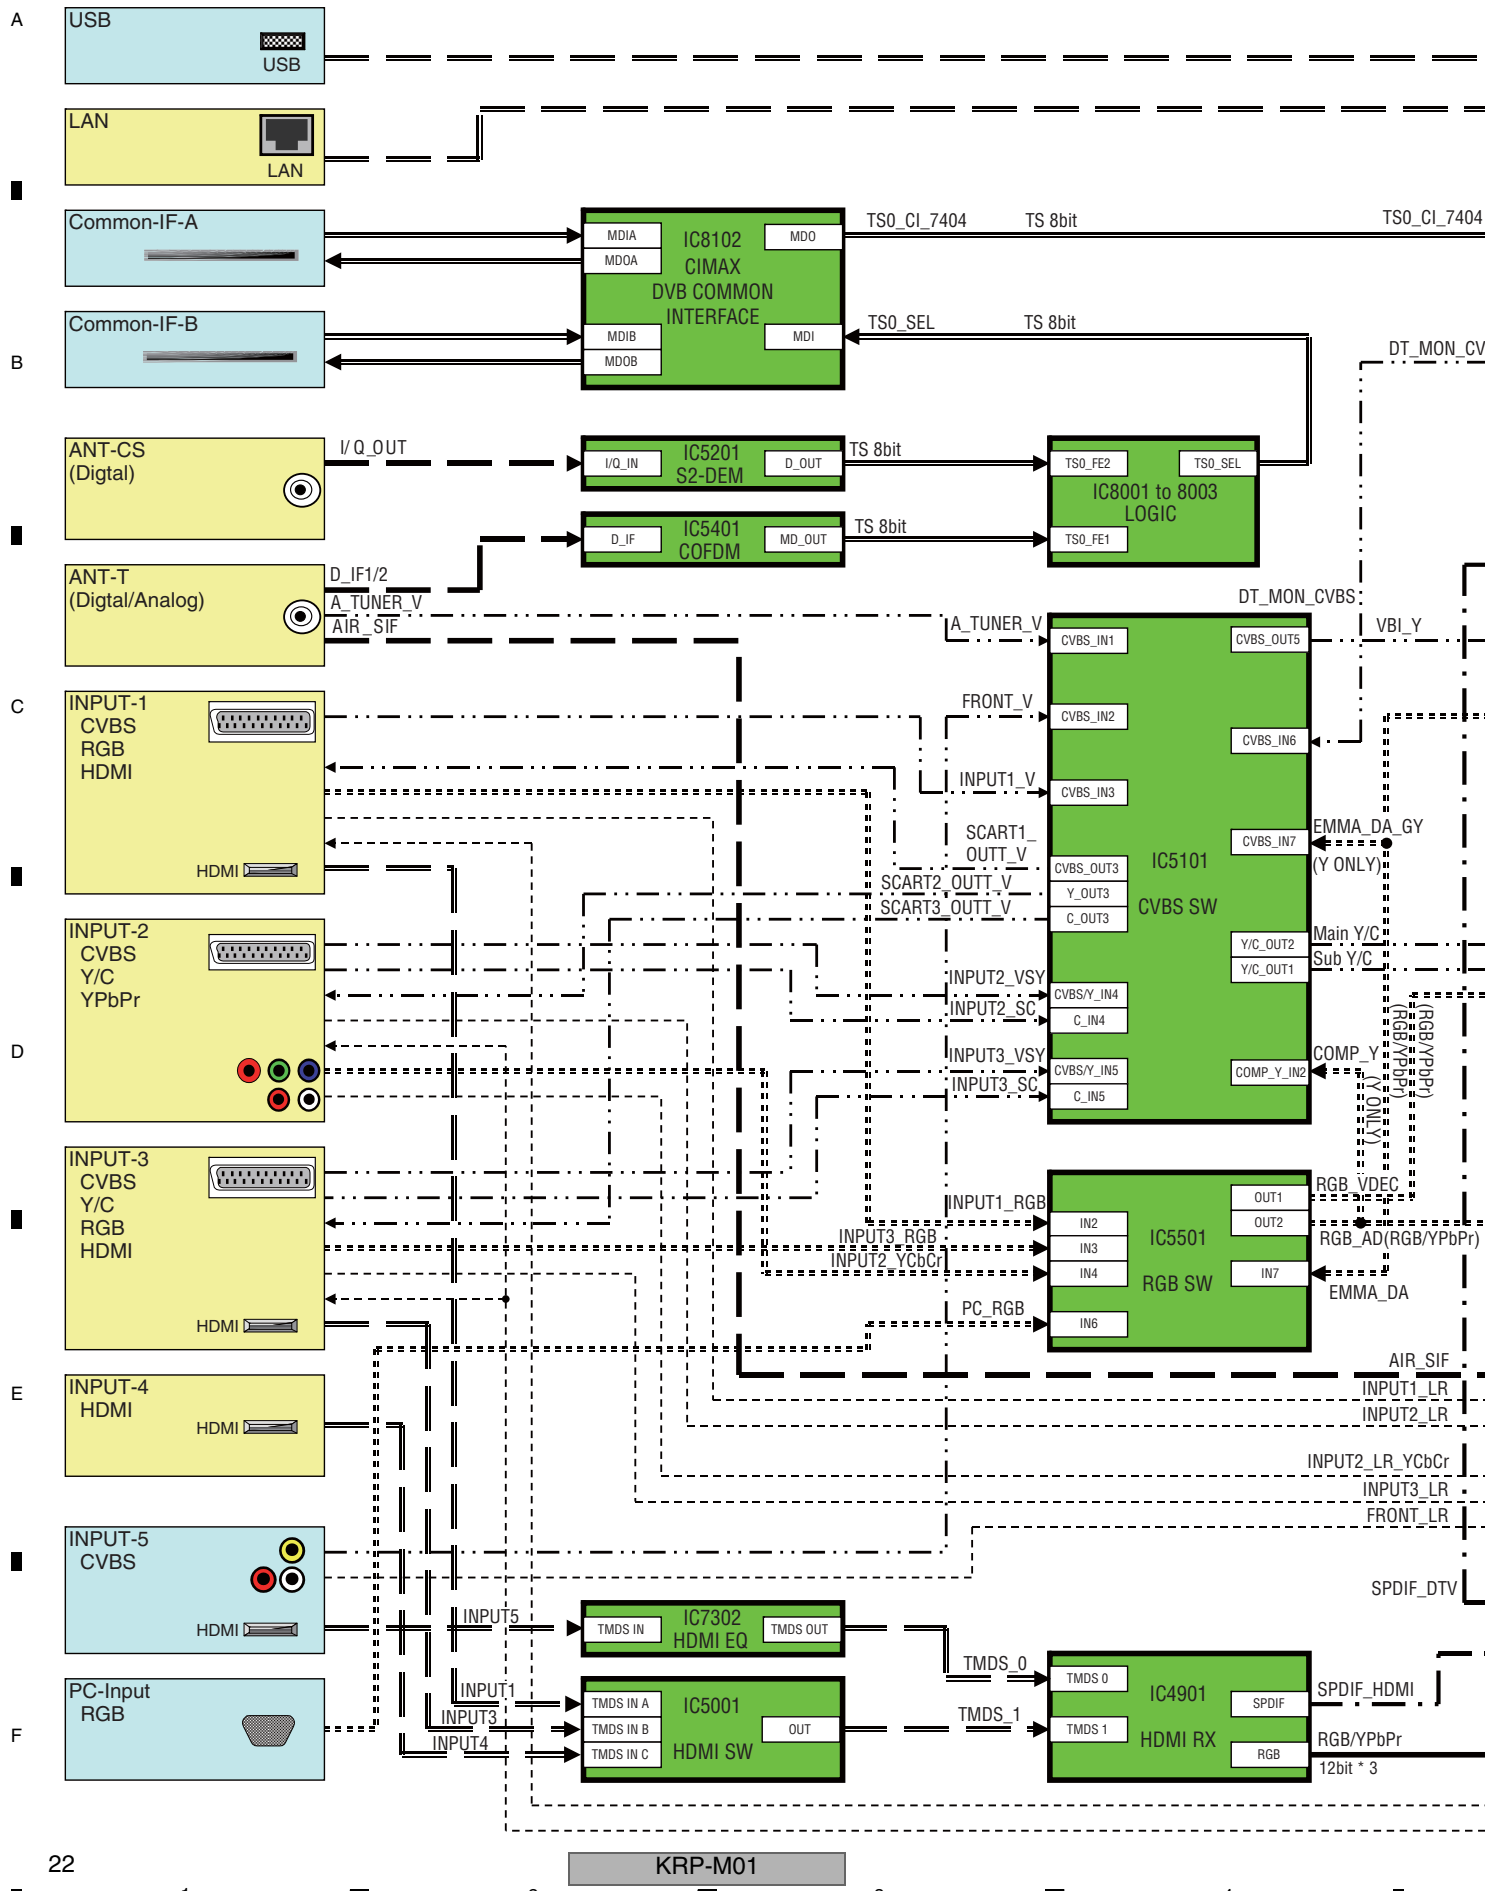 A
USB
USB
LAN
LAN
Common-IF-A
MDIA
MDOA
IC8102
CIMAX
DVB COMMON
INTERFACE
MDO
TS0_CI_7404
TS 8bit
TS0_CI_7404
Common-IF-B
MDIB
MDOB
MDI
TS0_SEL
TS 8bit
B
DT_MON_CV
ANT-CS
(Digtal)
I/Q_OUT
I/Q_IN
IC5201
S2-DEM
D_OUT
TS 8bit
TS0_FE2
TS0_SEL
IC8001 to 8003
LOGIC
TS0_FE1
D_IF
IC5401
COFDM
MD_OUT
TS 8bit
ANT-T
(Digtal/Analog)
D_IF1/2
A_TUNER_V
AIR_SIF
DT_MON_CVBS
A_TUNER_V
CVBS_IN1
CVBS_OUT5
VBI_Y
C
INPUT-1
CVBS
RGB
HDMI
HDMI
FRONT_V
CVBS_IN2
CVBS_IN6
INPUT1_V
CVBS_IN3
SCART1_
OUTT_V
CVBS_OUT3
CVBS_IN7
EMMA_DA_GY
(Y ONLY)
IC5101
CVBS SW
SCART2_OUTT_V
Y_OUT3
SCART3_OUTT_V
C_OUT3
INPUT-2
CVBS
Y/C
YPbPr
Y/C_OUT2
Main Y/C
Y/C_OUT1
Sub Y/C
INPUT2_VSY
CVBS/Y_IN4
INPUT2_SC
C_IN4
D
INPUT3_VSY
CVBS/Y_IN5
INPUT3_SC
C_IN5
COMP_Y
COMP_Y_IN2
(Y ONLY)
(RGB/YPbPr)
(RGB/YPbPr)
INPUT-3
CVBS
Y/C
RGB
HDMI
HDMI
INPUT1_RGB
IN2
INPUT3_RGB
IN3
INPUT2_YCbCr
IN4
PC_RGB
IN6
IC5501
RGB SW
OUT1
RGB_VDEC
OUT2
RGB_AD(RGB/YPbPr)
IN7
EMMA_DA
AIR_SIF
E
INPUT-4
HDMI
HDMI
INPUT1_LR
INPUT2_LR
INPUT2_LR_YCbCr
INPUT3_LR
FRONT_LR
INPUT-5
CVBS
HDMI
SPDIF_DTV
INPUT5
TMDS IN
IC7302
HDMI EQ
TMDS OUT
TMDS_0
TMDS 0
PC-Input
RGB
F
INPUT1
INPUT3
INPUT4
TMDS IN A
TMDS IN B
TMDS IN C
IC5001
HDMI SW
OUT
TMDS_1
TMDS 1
IC4901
HDMI RX
SPDIF
SPDIF_HDMI
RGB
RGB/YPbPr
12bit * 3
22
KRP-M01